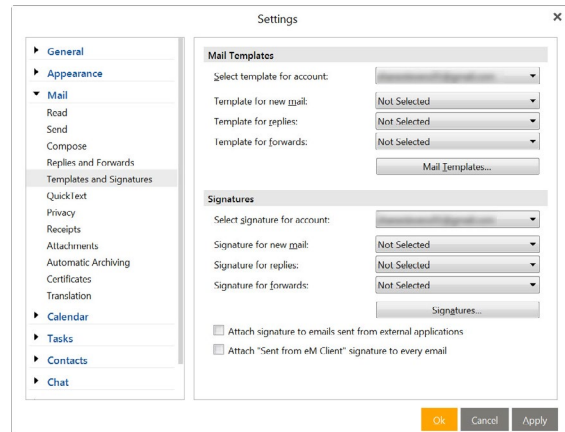 Settings
General
Appearance
Mail
Read
Send
Compose
Replies and Forwards
Templates and Signatures
QuickText
Privacy
Receipts
Attachments
Automatic Archiving
Certificates
Translation
Calendar
Tasks
Contacts
Chat
Mail Templates
Select template for account:
Template for new mail: Not Selected
Template for replies: Not Selected
Template for forwards: Not Selected
Mail Templates...
Signatures
Select signature for account:
Signature for new mail: Not Selected
Signature for replies: Not Selected
Signature for forwards: Not Selected
Signatures...
Attach signature to emails sent from external applications
Attach "Sent from eM Client" signature to every email
Ok Cancel Apply